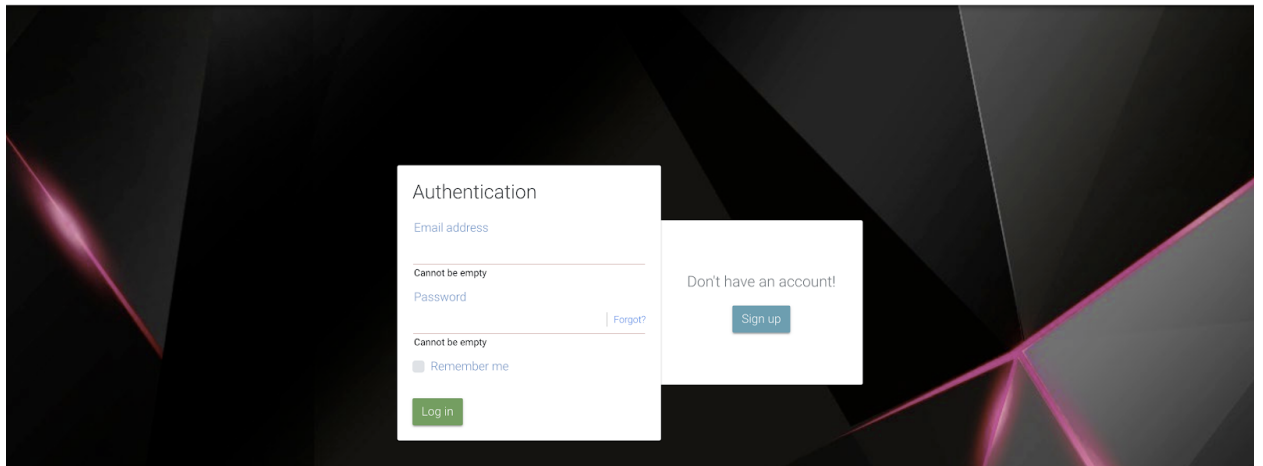 Authentication
Email address
Cannot be empty
Password
Forgot?
Cannot be empty
Remember me
Log in
Don't have an account!
Sign up